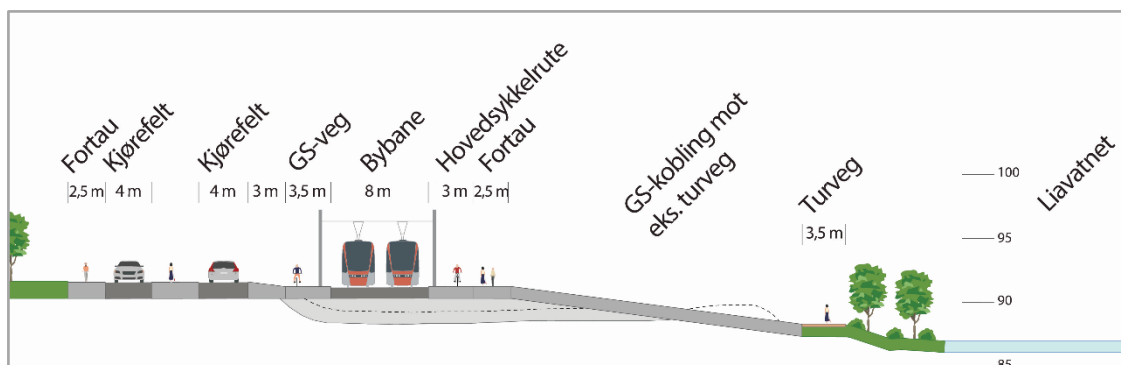 Fortau
Kjørefelt
Kjørefelt
GS-veg
Bybane
Hovedsykkelrute
Fortau
GS-kobling mot
eks. turveg
Turveg
Liavatnet
2,5 m
4 m
4 m
3 m
3,5 m
8 m
3 m
2,5 m
3,5 m
100
95
90
85